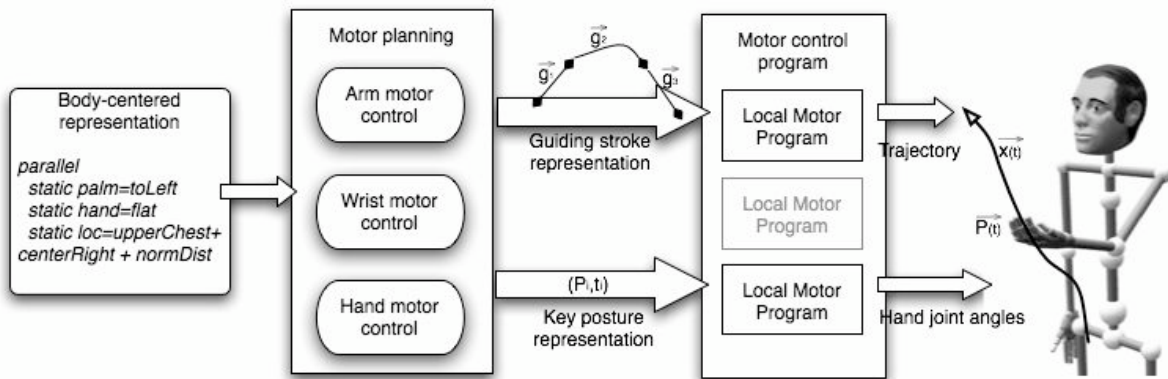 Body-centered
representation
parallel
static palm=toLeft
static hand=flat
static loc=upperChest+
centerRight + normDist
Motor planning
Arm motor
control
Wrist motor
control
Hand motor
control
g₁
g₂
g₃
Guiding stroke
representation
(Pᵢ,tᵢ)
Key posture
representation
Motor control
program
Local Motor
Program
Local Motor
Program
Local Motor
Program
Trajectory
Hand joint angles
x(t)
P(t)